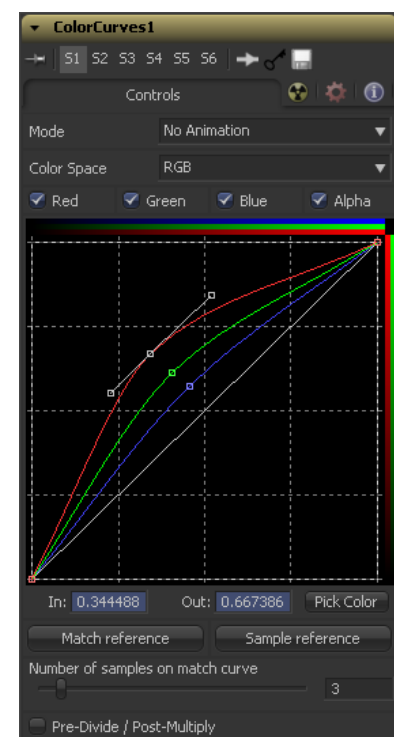 ColorCurves1
S1 S2 S3 S4 S5 S6
Controls
Mode No Animation
Color Space RGB
Red Green Blue Alpha
In: 0.344488 Out: 0.667386 Pick Color
Match reference Sample reference
Number of samples on match curve
3
Pre-Divide / Post-Multiply